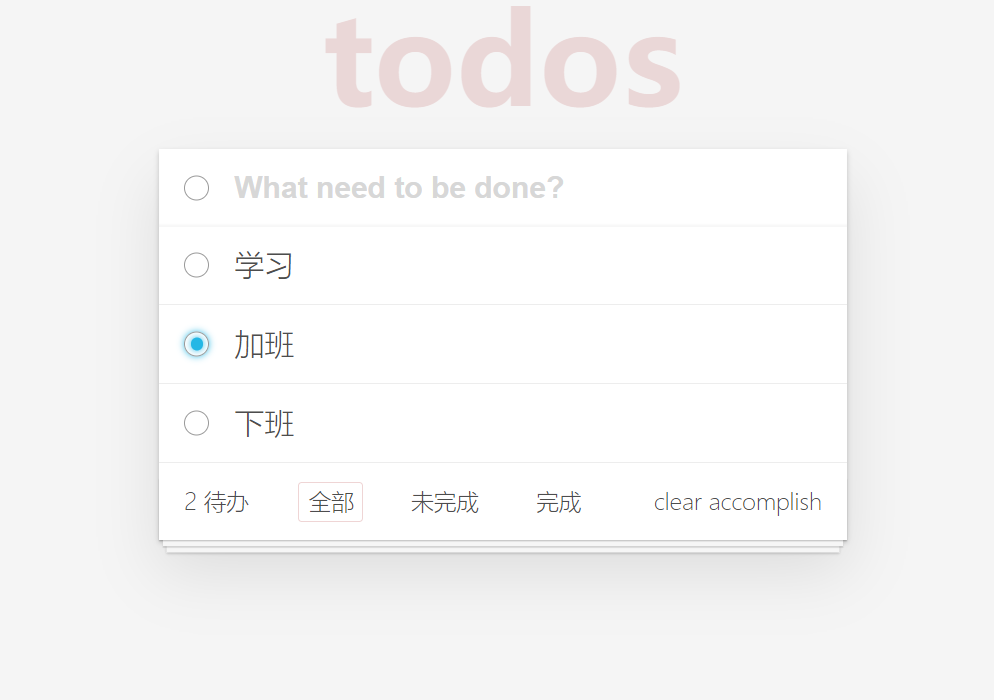 todos
What need to be done?
学习
加班
下班
2 待办 全部 未完成 完成 clear accomplish